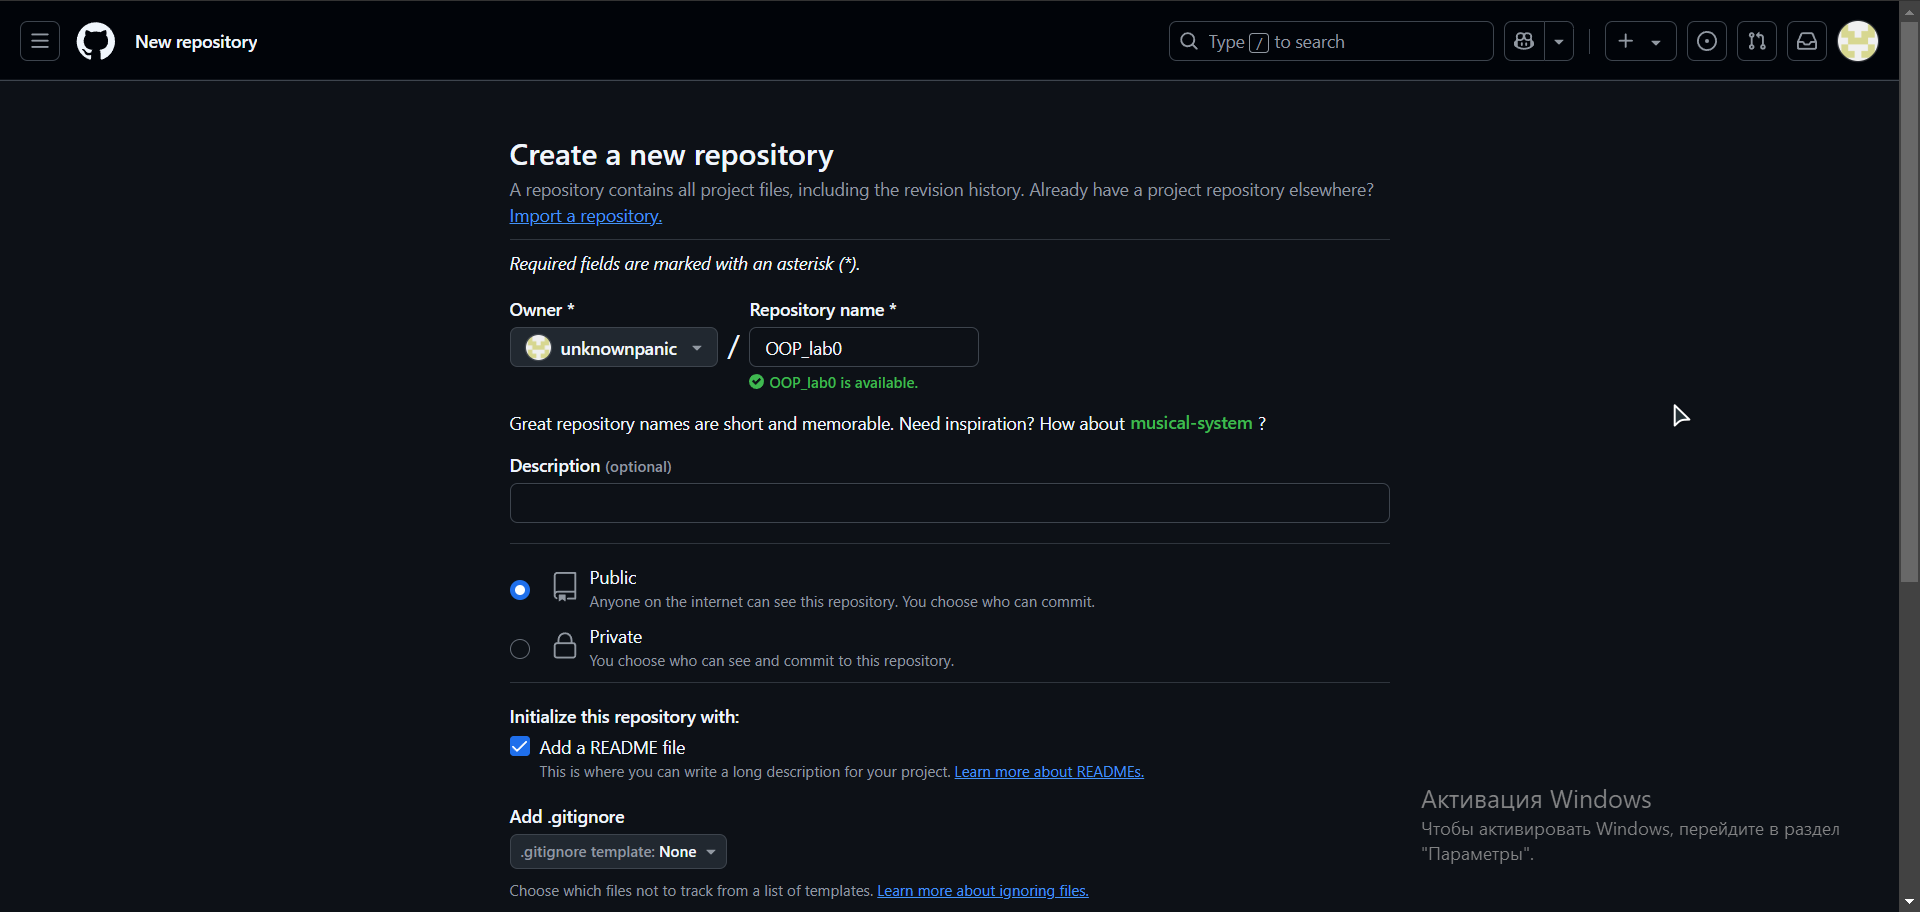 New repository
Type / to search
Create a new repository
A repository contains all project files, including the revision history. Already have a project repository elsewhere?
Import a repository.
Required fields are marked with an asterisk (*).
Owner *
Repository name *
unknownpanic
/
OOP_lab0
OOP_lab0 is available.
Great repository names are short and memorable. Need inspiration? How about musical-system ?
Description (optional)
Public
Anyone on the internet can see this repository. You choose who can commit.
Private
You choose who can see and commit to this repository.
Initialize this repository with:
Add a README file
This is where you can write a long description for your project. Learn more about READMEs.
Add .gitignore
.gitignore template: None
Choose which files not to track from a list of templates. Learn more about ignoring files.
Активация Windows
Чтобы активировать Windows, перейдите в раздел
"Параметры".